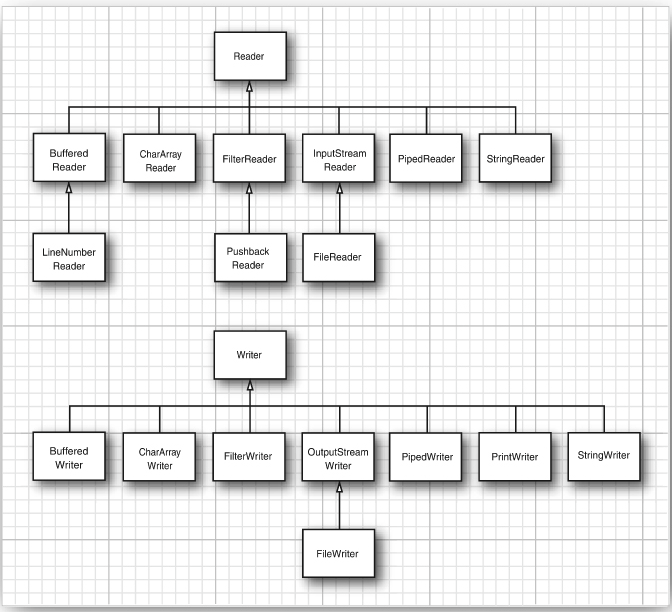 Reader
Buffered
Reader
CharArray
Reader
FilterReader
InputStream
Reader
PipedReader
StringReader
LineNumber
Reader
Pushback
Reader
FileReader
Writer
Buffered
Writer
CharArray
Writer
FilterWriter
OutputStream
Writer
PipedWriter
PrintWriter
StringWriter
FileWriter